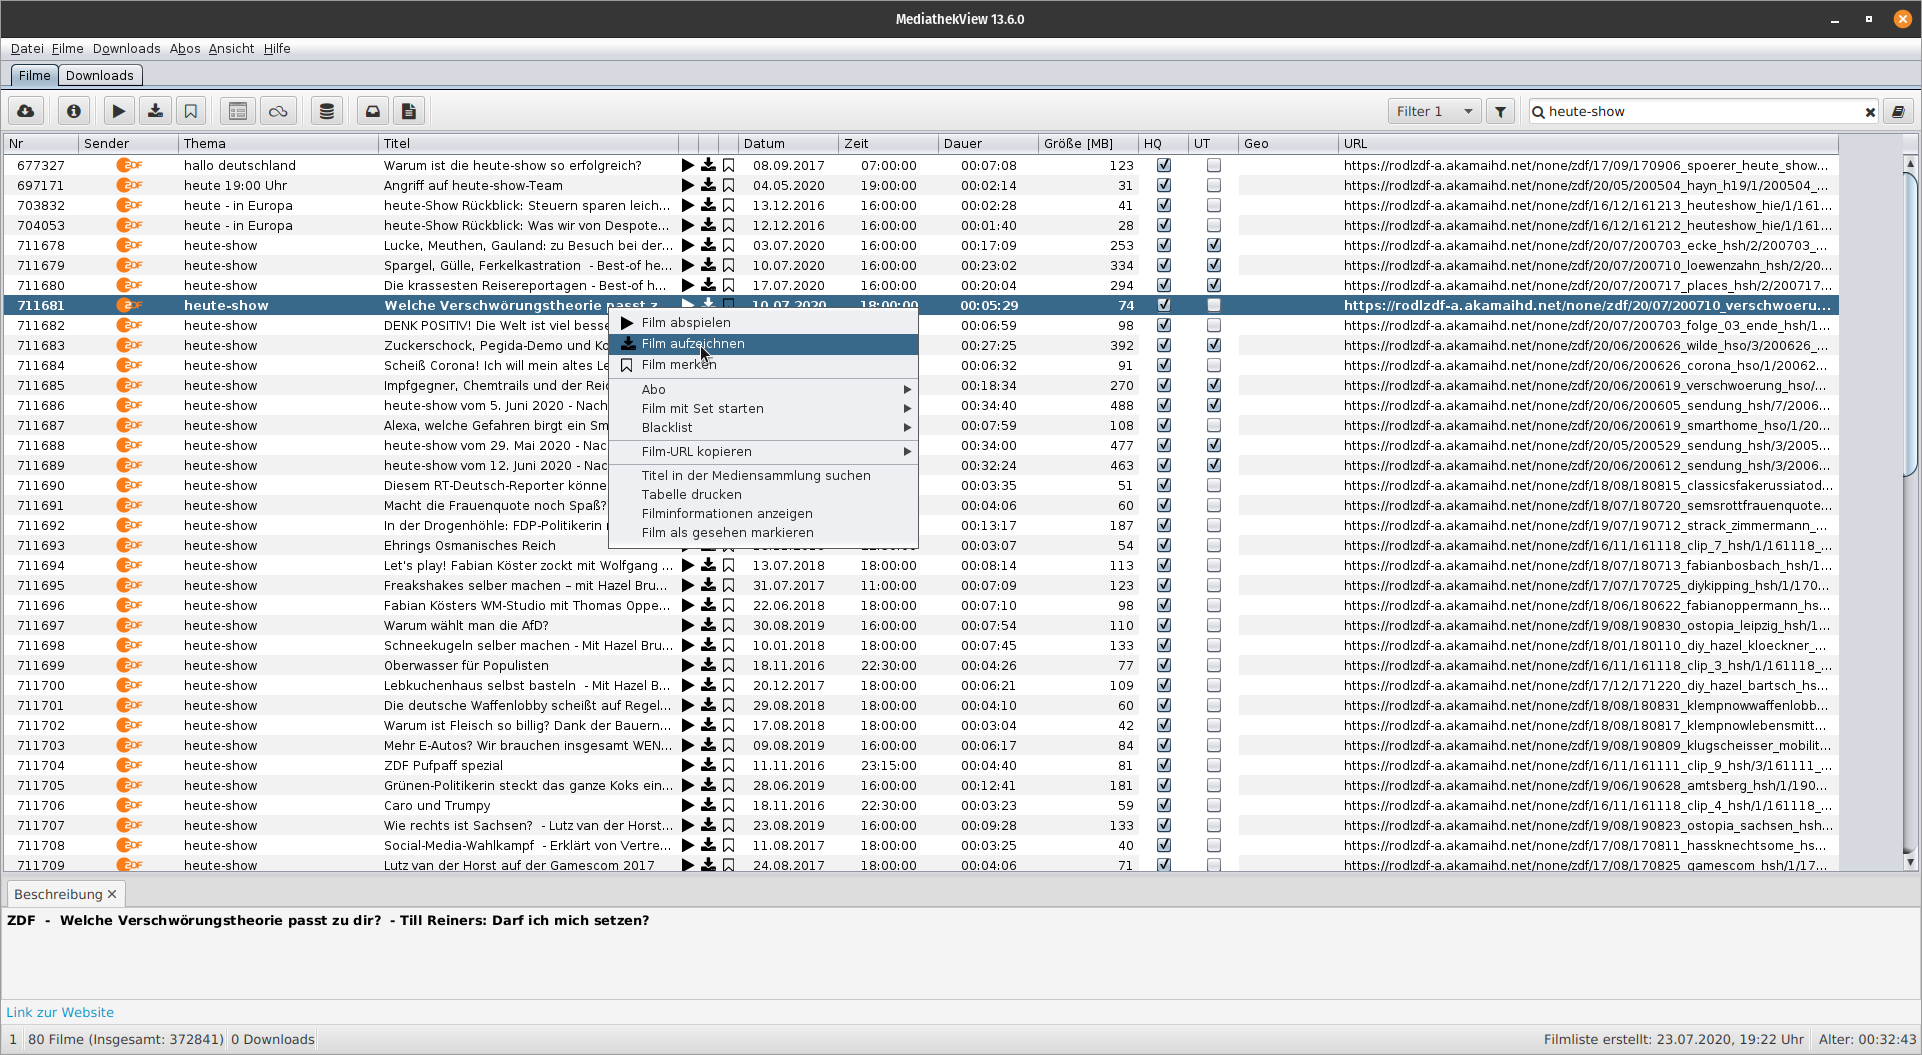 MediathekView 13.6.0
Datei Filme Downloads Abos Ansicht Hilfe
Filme Downloads
Filter 1 heute-show
Nr Sender Thema Titel Datum Zeit Dauer Größe [MB] HQ UT Geo URL
677327 ZDF hallo deutschland Warum ist die heute-show so erfolgreich? 08.09.2017 07:00:00 00:07:08 123 https://rodlzdf-a.akamaihd.net/none/zdf/17/09/170906_spoerer_heute_show...
697171 ZDF heute 19:00 Uhr Angriff auf heute-show-Team 04.05.2020 19:00:00 00:02:14 31 https://rodlzdf-a.akamaihd.net/none/zdf/20/05/200504_hayn_h19/1/200504_...
703832 ZDF heute - in Europa heute-Show Rückblick: Steuern sparen leich... 13.12.2016 16:00:00 00:02:28 41 https://rodlzdf-a.akamaihd.net/none/zdf/16/12/161213_heuteshow_hie/1/161...
704053 ZDF heute - in Europa heute-Show Rückblick: Was wir von Despote... 12.12.2016 16:00:00 00:01:40 28 https://rodlzdf-a.akamaihd.net/none/zdf/16/12/161212_heuteshow_hie/1/161...
711678 ZDF heute-show Lucke, Meuthen, Gauland: zu Besuch bei der... 03.07.2020 16:00:00 00:17:09 253 https://rodlzdf-a.akamaihd.net/none/zdf/20/07/200703_ecke_hsh/2/200703_...
711679 ZDF heute-show Spargel, Gülle, Ferkelkastration - Best-of he... 10.07.2020 16:00:00 00:23:02 334 https://rodlzdf-a.akamaihd.net/none/zdf/20/07/200710_loewenzahn_hsh/2/20...
711680 ZDF heute-show Die krassesten Reisereportagen - Best-of h... 17.07.2020 16:00:00 00:20:04 294 https://rodlzdf-a.akamaihd.net/none/zdf/20/07/200717_places_hsh/2/200717...
711681 ZDF heute-show Welche Verschwörungstheorie passt z... 10.07.2020 18:00:00 00:05:29 74 https://rodlzdf-a.akamaihd.net/none/zdf/20/07/200710_verschwoeru...
711682 ZDF heute-show DENK POSITIV! Die Welt ist viel besse 00:06:59 98 https://rodlzdf-a.akamaihd.net/none/zdf/20/07/200703_folge_03_ende_hsh/1...
711683 ZDF heute-show Zuckerschock, Pegida-Demo und Ko 00:27:25 392 https://rodlzdf-a.akamaihd.net/none/zdf/20/06/200626_wilde_hso/3/200626_...
711684 ZDF heute-show Scheiß Corona! Ich will mein altes Le 00:06:32 91 https://rodlzdf-a.akamaihd.net/none/zdf/20/06/200626_corona_hso/1/20062...
711685 ZDF heute-show Impfgegner, Chemtrails und der Reic 00:18:34 270 https://rodlzdf-a.akamaihd.net/none/zdf/20/06/200619_verschwoerung_hso/...
711686 ZDF heute-show heute-show vom 5. Juni 2020 - Nach 00:34:40 488 https://rodlzdf-a.akamaihd.net/none/zdf/20/06/200605_sendung_hsh/7/2006...
711687 ZDF heute-show Alexa, welche Gefahren birgt ein Sm 00:07:59 108 https://rodlzdf-a.akamaihd.net/none/zdf/20/06/200619_smarthome_hso/1/20...
711688 ZDF heute-show heute-show vom 29. Mai 2020 - Nac 00:34:00 477 https://rodlzdf-a.akamaihd.net/none/zdf/20/05/200529_sendung_hsh/3/2005...
711689 ZDF heute-show heute-show vom 12. Juni 2020 - Nac 00:32:24 463 https://rodlzdf-a.akamaihd.net/none/zdf/20/06/200612_sendung_hsh/3/2006...
711690 ZDF heute-show Diesem RT-Deutsch-Reporter könne 00:03:35 51 https://rodlzdf-a.akamaihd.net/none/zdf/18/08/180815_classicsfakerussiatod...
711691 ZDF heute-show Macht die Frauenquote noch Spaß? 00:04:06 60 https://rodlzdf-a.akamaihd.net/none/zdf/18/07/180720_semsrottfrauenquote...
711692 ZDF heute-show In der Drogenhöhle: FDP-Politikerin 00:13:17 187 https://rodlzdf-a.akamaihd.net/none/zdf/19/07/190712_strack_zimmermann_...
711693 ZDF heute-show Ehrings Osmanisches Reich 00:03:07 54 https://rodlzdf-a.akamaihd.net/none/zdf/16/11/161118_clip_7_hsh/1/161118_...
711694 ZDF heute-show Let's play! Fabian Köster zockt mit Wolfgang ... 13.07.2018 18:00:00 00:08:14 113 https://rodlzdf-a.akamaihd.net/none/zdf/18/07/180713_fabianbosbach_hsh/1...
711695 ZDF heute-show Freakshakes selber machen – mit Hazel Bru... 31.07.2017 11:00:00 00:07:09 123 https://rodlzdf-a.akamaihd.net/none/zdf/17/07/170725_diykipping_hsh/1/170...
711696 ZDF heute-show Fabian Kösters WM-Studio mit Thomas Oppe... 22.06.2018 18:00:00 00:07:10 98 https://rodlzdf-a.akamaihd.net/none/zdf/18/06/180622_fabianoppermann_hs...
711697 ZDF heute-show Warum wählt man die AfD? 30.08.2019 16:00:00 00:07:54 110 https://rodlzdf-a.akamaihd.net/none/zdf/19/08/190830_ostopia_leipzig_hsh/1...
711698 ZDF heute-show Schneekugeln selber machen - Mit Hazel Bru... 10.01.2018 18:00:00 00:07:45 133 https://rodlzdf-a.akamaihd.net/none/zdf/18/01/180110_diy_hazel_kloeckner_...
711699 ZDF heute-show Oberwasser für Populisten 18.11.2016 22:30:00 00:04:26 77 https://rodlzdf-a.akamaihd.net/none/zdf/16/11/161118_clip_3_hsh/1/161118_...
711700 ZDF heute-show Lebkuchenhaus selbst basteln - Mit Hazel B... 20.12.2017 18:00:00 00:06:21 109 https://rodlzdf-a.akamaihd.net/none/zdf/17/12/171220_diy_hazel_bartsch_hs...
711701 ZDF heute-show Die deutsche Waffenlobby scheißt auf Regel... 29.08.2018 18:00:00 00:04:10 60 https://rodlzdf-a.akamaihd.net/none/zdf/18/08/180831_klempnowwaffenlobb...
711702 ZDF heute-show Warum ist Fleisch so billig? Dank der Bauern... 17.08.2018 18:00:00 00:03:04 42 https://rodlzdf-a.akamaihd.net/none/zdf/18/08/180817_klempnowlebensmitt...
711703 ZDF heute-show Mehr E-Autos? Wir brauchen insgesamt WEN... 09.08.2019 16:00:00 00:06:17 84 https://rodlzdf-a.akamaihd.net/none/zdf/19/08/190809_klugscheisser_mobilit...
711704 ZDF heute-show ZDF Pufpaff spezial 11.11.2016 23:15:00 00:04:40 81 https://rodlzdf-a.akamaihd.net/none/zdf/16/11/161111_clip_9_hsh/3/161111_...
711705 ZDF heute-show Grünen-Politikerin steckt das ganze Koks ein... 28.06.2019 16:00:00 00:12:41 181 https://rodlzdf-a.akamaihd.net/none/zdf/19/06/190628_amtsberg_hsh/1/190...
711706 ZDF heute-show Caro und Trumpy 18.11.2016 22:30:00 00:03:23 59 https://rodlzdf-a.akamaihd.net/none/zdf/16/11/161118_clip_4_hsh/1/161118_...
711707 ZDF heute-show Wie rechts ist Sachsen? - Lutz van der Horst... 23.08.2019 16:00:00 00:09:28 133 https://rodlzdf-a.akamaihd.net/none/zdf/19/08/190823_ostopia_sachsen_hsh...
711708 ZDF heute-show Social-Media-Wahlkampf - Erklärt von Vertre... 11.08.2017 18:00:00 00:03:25 40 https://rodlzdf-a.akamaihd.net/none/zdf/17/08/170811_hassknechtsome_hs...
711709 ZDF heute-show Lutz van der Horst auf der Gamescom 2017 24.08.2017 18:00:00 00:04:06 71 https://rodlzdf-a.akamaihd.net/none/zdf/17/08/170825_gamescom_hsh/1/17...
Film abspielen
Film aufzeichnen
Film merken
Abo
Film mit Set starten
Blacklist
Film-URL kopieren
Titel in der Mediensammlung suchen
Tabelle drucken
Filminformationen anzeigen
Film als gesehen markieren
Beschreibung
ZDF - Welche Verschwörungstheorie passt zu dir? - Till Reiners: Darf ich mich setzen?
Link zur Website
1 80 Filme (Insgesamt: 372841) 0 Downloads Filmliste erstellt: 23.07.2020, 19:22 Uhr Alter: 00:32:43